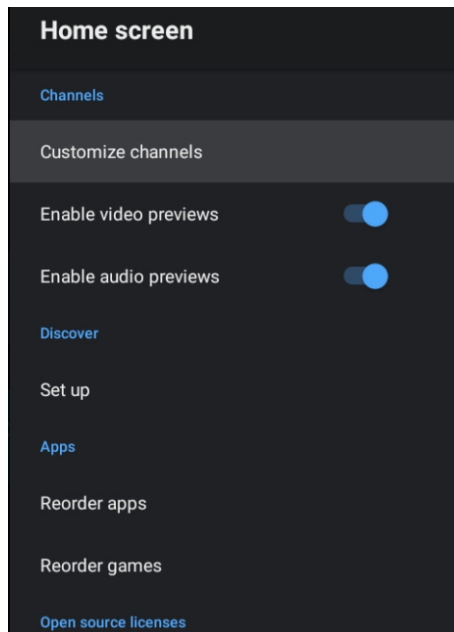 Home screen
Channels
Customize channels
Enable video previews
Enable audio previews
Discover
Set up
Apps
Reorder apps
Reorder games
Open source licenses